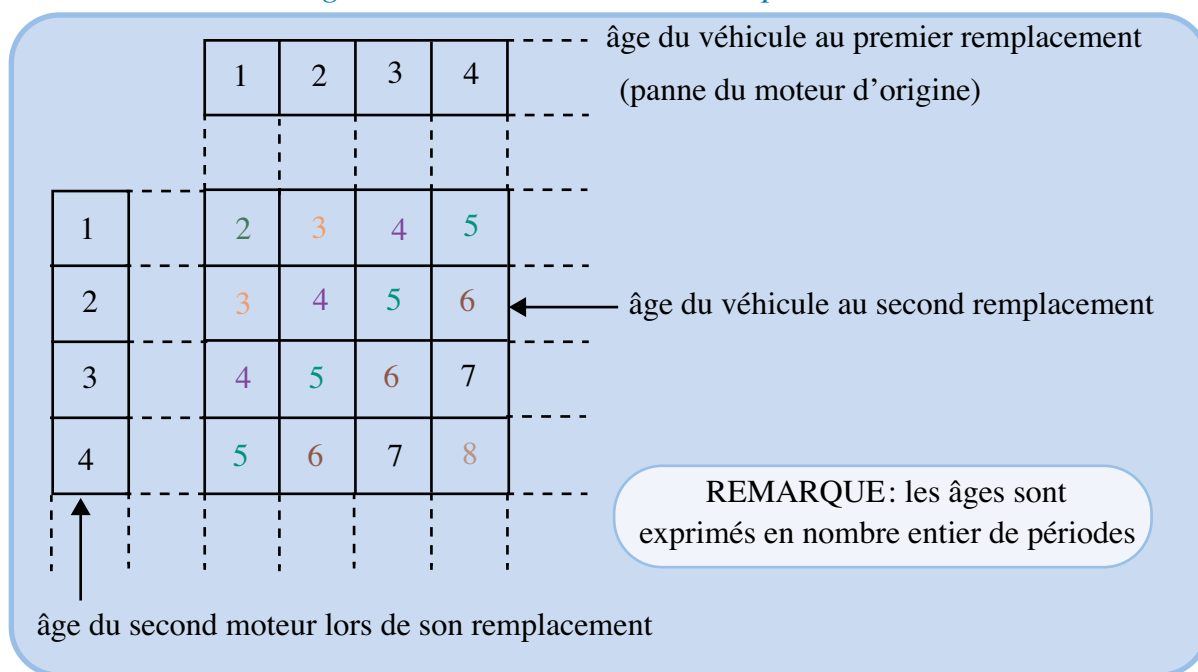 âge du véhicule au premier remplacement
(panne du moteur d'origine)
1 2 3 4
1 2 3 4 5
2 3 4 5 6
âge du véhicule au second remplacement
3 4 5 6 7
4 5 6 7 8
REMARQUE: les âges sont
exprimés en nombre entier de périodes
âge du second moteur lors de son remplacement